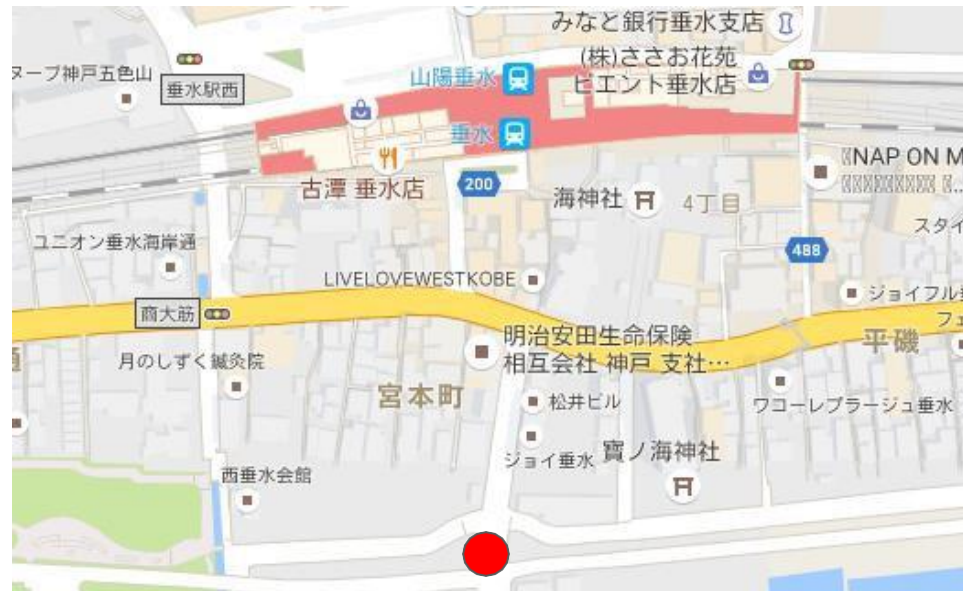 みなと銀行垂水支店
(株)ささお花苑
ピエント垂水店
ヌーブ神戸五色山
垂水駅西
山陽垂水
垂水
古潭 垂水店
200
海神社
4丁目
NAP ON M
488
スタイ
ユニオン垂水海岸通
LIVELOVEWESTKOBE
ジョイフル
フェ
商大筋
平磯
明治安田生命保険
相互会社 神戸 支社…
月のしずく鍼灸院
宮本町
松井ビル
ワコーレプラージュ垂水
ジョイ垂水
寳ノ海神社
西垂水会館